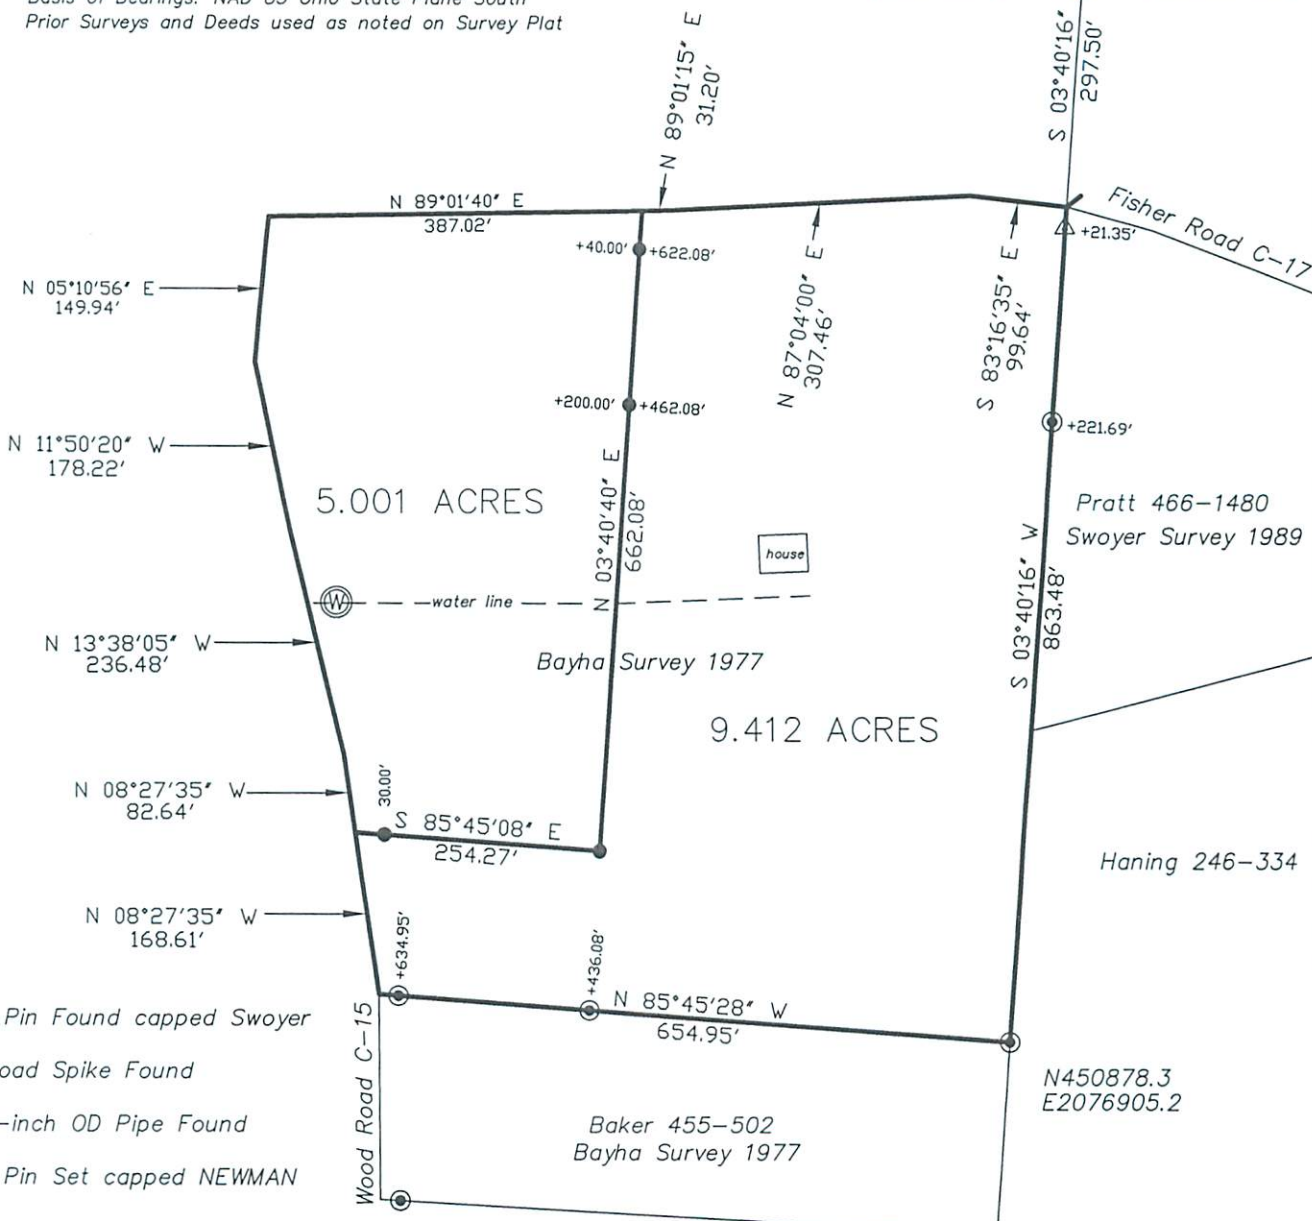 Prior Surveys and Deeds used as noted on Survey Plat
N 89°01'15" E
31.20'
S 03°40'16"
297.50'
N 89°01'40" E
387.02'
Fisher Road C-17
+21.35'
+40.00'
+622.08'
N 05°10'56" E
149.94'
N 87°04'00" E
307.46'
S 83°16'35" E
99.64'
+200.00'
+462.08'
+221.69'
N 11°50'20" W
178.22'
5.001 ACRES
N 03°40'40" E
662.08'
Pratt 466-1480
Swoyer Survey 1989
house
S 03°40'16" W
863.48'
W
water line
N 13°38'05" W
236.48'
Bayha Survey 1977
9.412 ACRES
N 08°27'35" W
82.64'
30.00'
S 85°45'08" E
254.27'
Haning 246-334
N 08°27'35" W
168.61'
+634.95'
+436.08'
N 85°45'28" W
654.95'
Pin Found capped Swoyer
oad Spike Found
-inch OD Pipe Found
Pin Set capped NEWMAN
Wood Road C-15
N450878.3
E2076905.2
Baker 455-502
Bayha Survey 1977